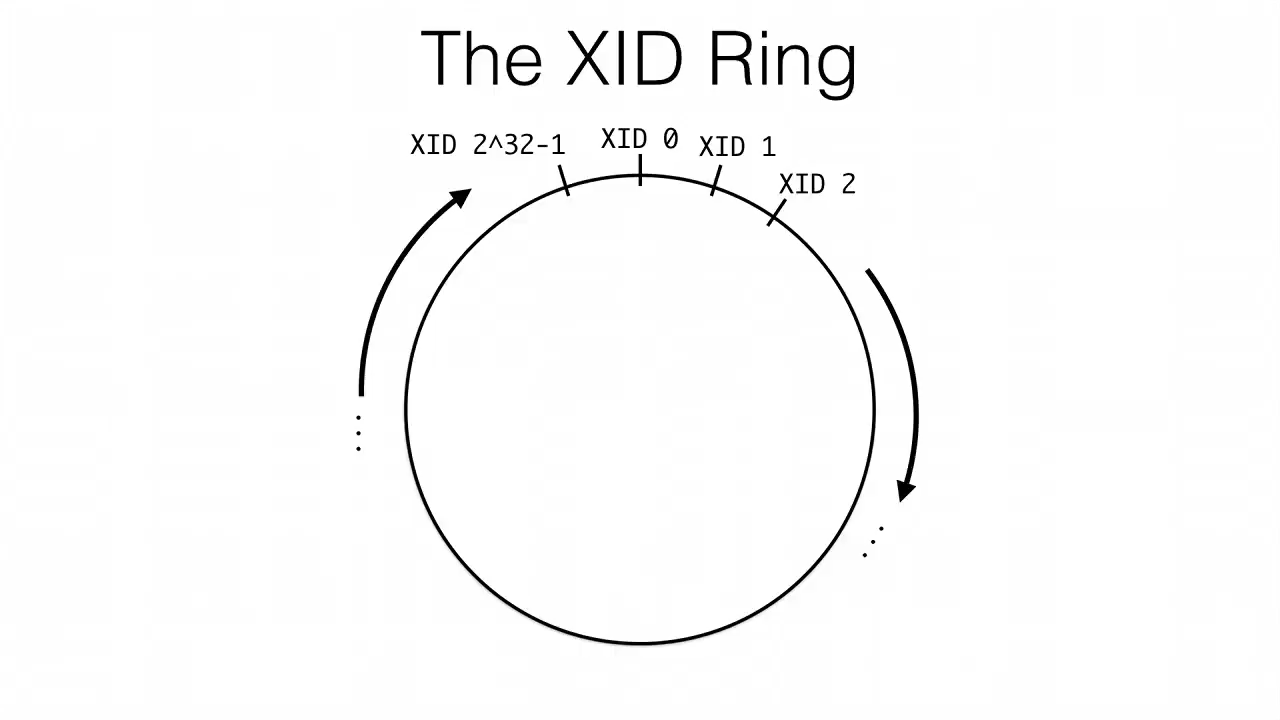 The XID Ring
XID 2^32-1
XID 0
XID 1
XID 2